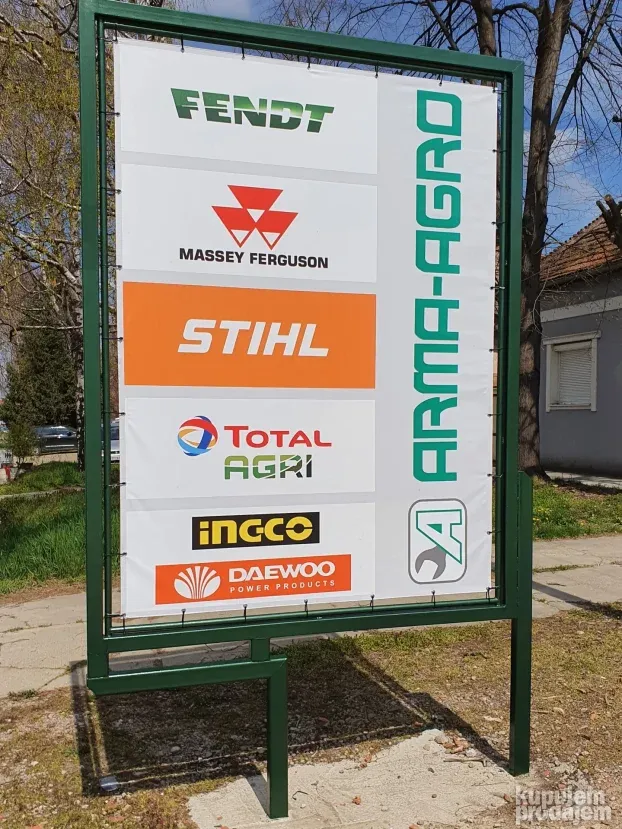 FENDT
MASSEY FERGUSON
STIHL
TOTAL
AGRI
INGCO
DAEWOO
POWER PRODUCTS
ARMA-AGRO
A
kupujem
prodajem